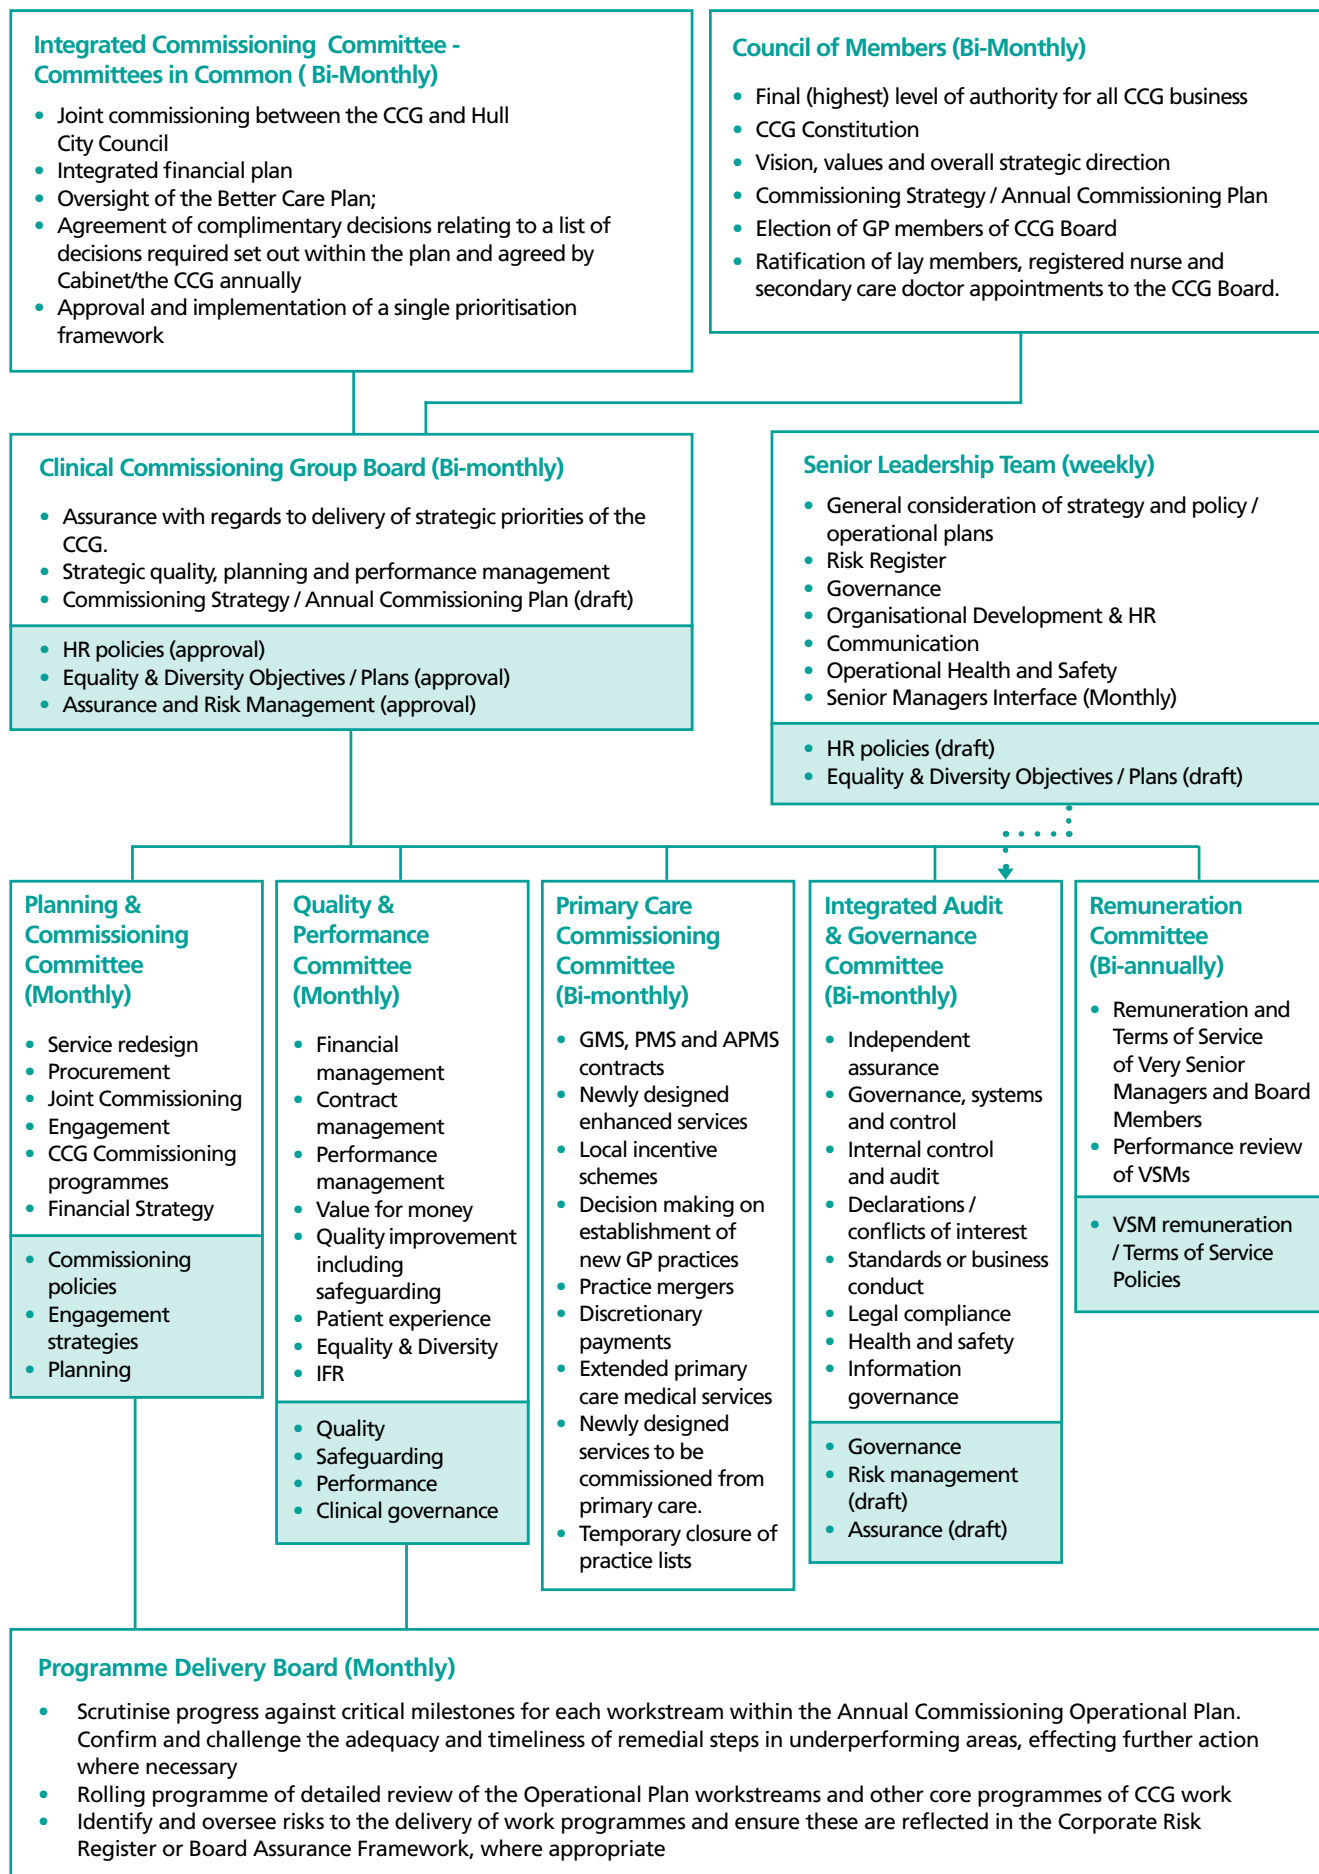 Integrated Commissioning  Committee -
Committees in Common ( Bi-Monthly)
• Joint commissioning between the CCG and Hull
City Council
• Integrated financial plan
• Oversight of the Better Care Plan;
• Agreement of complimentary decisions relating to a list of
decisions required set out within the plan and agreed by
Cabinet/the CCG annually
• Approval and implementation of a single prioritisation
framework
Council of Members (Bi-Monthly)
• Final (highest) level of authority for all CCG business
• CCG Constitution
• Vision, values and overall strategic direction
• Commissioning Strategy / Annual Commissioning Plan
• Election of GP members of CCG Board
• Ratification of lay members, registered nurse and
secondary care doctor appointments to the CCG Board.
Clinical Commissioning Group Board (Bi-monthly)
• Assurance with regards to delivery of strategic priorities of the
CCG.
• Strategic quality, planning and performance management
• Commissioning Strategy / Annual Commissioning Plan (draft)
• HR policies (approval)
• Equality & Diversity Objectives / Plans (approval)
• Assurance and Risk Management (approval)
Senior Leadership Team (weekly)
• General consideration of strategy and policy /
operational plans
• Risk Register
• Governance
• Organisational Development & HR
• Communication
• Operational Health and Safety
• Senior Managers Interface (Monthly)
• HR policies (draft)
• Equality & Diversity Objectives / Plans (draft)
Planning &
Commissioning
Committee
(Monthly)
• Service redesign
• Procurement
• Joint Commissioning
• Engagement
• CCG Commissioning
programmes
• Financial Strategy
• Commissioning
policies
• Engagement
strategies
• Planning
Quality &
Performance
Committee
(Monthly)
• Financial
management
• Contract
management
• Performance
management
• Value for money
• Quality improvement
including
safeguarding
• Patient experience
• Equality & Diversity
• IFR
• Quality
• Safeguarding
• Performance
• Clinical governance
Primary Care
Commissioning
Committee
(Bi-monthly)
• GMS, PMS and APMS
contracts
• Newly designed
enhanced services
• Local incentive
schemes
• Decision making on
establishment of
new GP practices
• Practice mergers
• Discretionary
payments
• Extended primary
care medical services
• Newly designed
services to be
commissioned from
primary care.
• Temporary closure of
practice lists
Integrated Audit
& Governance
Committee
(Bi-monthly)
• Independent
assurance
• Governance, systems
and control
• Internal control
and audit
• Declarations /
conflicts of interest
• Standards or business
conduct
• Legal compliance
• Health and safety
• Information
governance
• Governance
• Risk management
(draft)
• Assurance (draft)
Remuneration
Committee
(Bi-annually)
• Remuneration and
Terms of Service
of Very Senior
Managers and Board
Members
• Performance review
of VSMs
• VSM remuneration
/ Terms of Service
Policies
Programme Delivery Board (Monthly)
• Scrutinise progress against critical milestones for each workstream within the Annual Commissioning Operational Plan.
Confirm and challenge the adequacy and timeliness of remedial steps in underperforming areas, effecting further action
where necessary
• Rolling programme of detailed review of the Operational Plan workstreams and other core programmes of CCG work
• Identify and oversee risks to the delivery of work programmes and ensure these are reflected in the Corporate Risk
Register or Board Assurance Framework, where appropriate